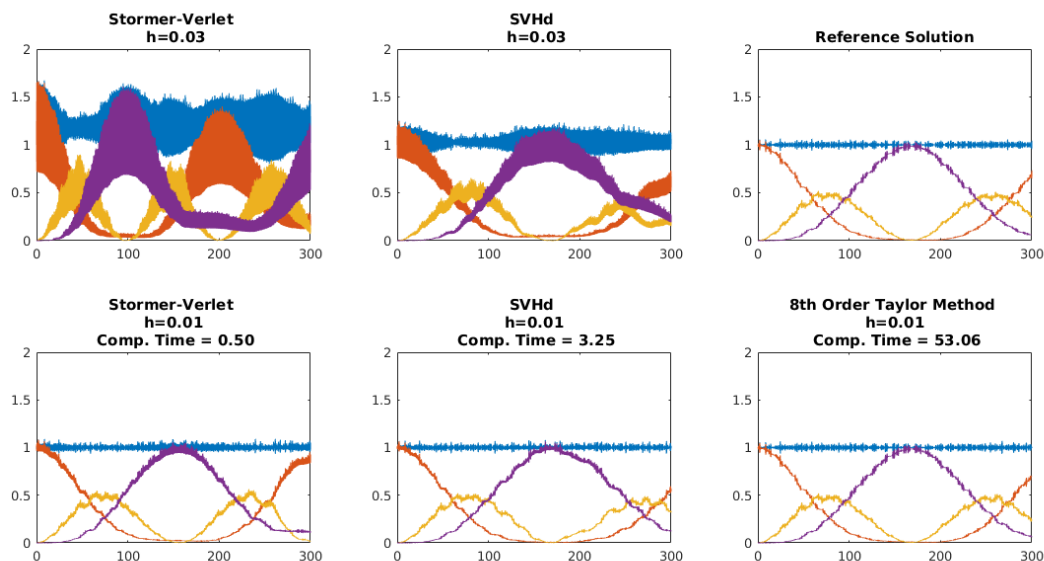 Stormer-Verlet
h=0.03
2
1.5
1
0.5
0
0 100 200 300
SVHd
h=0.03
2
1.5
1
0.5
0
0 100 200 300
Reference Solution
2
1.5
1
0.5
0
0 100 200 300
Stormer-Verlet
h=0.01
Comp. Time = 0.50
2
1.5
1
0.5
0
0 100 200 300
SVHd
h=0.01
Comp. Time = 3.25
2
1.5
1
0.5
0
0 100 200 300
8th Order Taylor Method
h=0.01
Comp. Time = 53.06
2
1.5
1
0.5
0
0 100 200 300